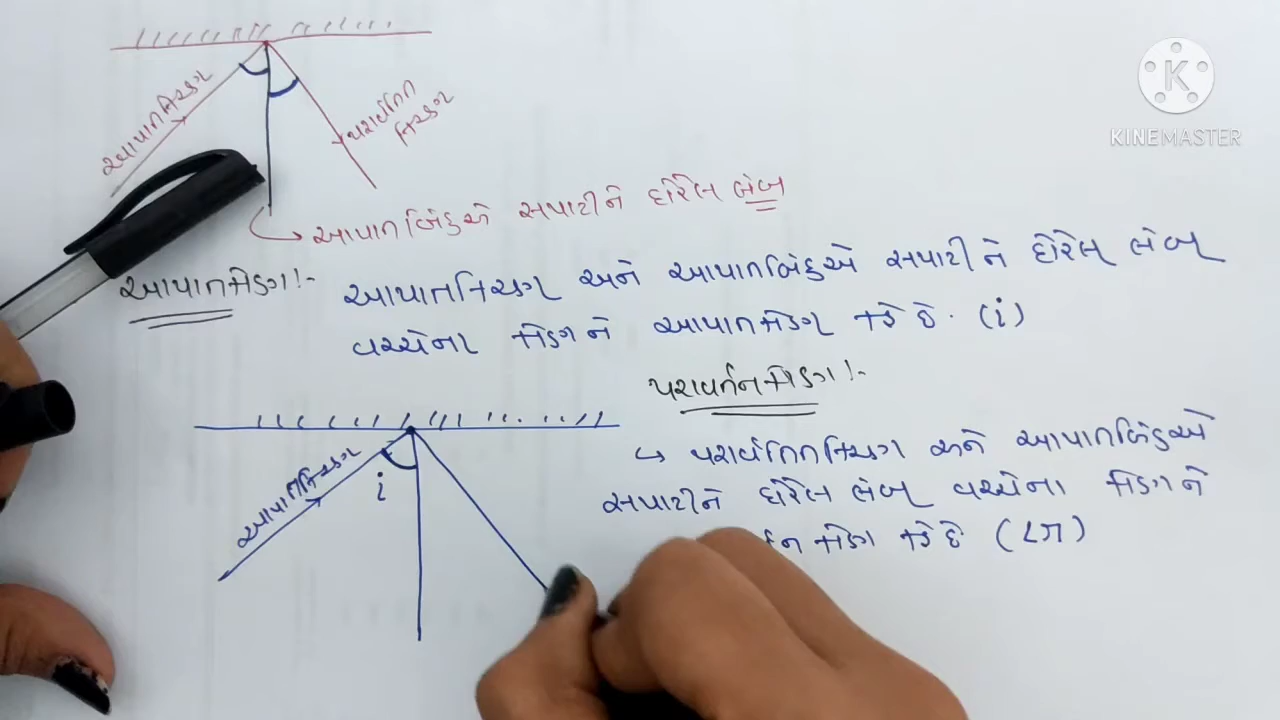 આપાતકિરણ
પરાવર્તિત
કિરણ
આપાતબિંદુએ સપાટીને દોરેલ લંબ
આપાતકોણ :- આપાતકિરણ અને આપાતબિંદુએ સપાટીને દોરેલ લંબ
વચ્ચેના કોણને આપાતકોણ કહે છે. (i)
પરાવર્તનકોણ :-
પરાવર્તિતકિરણ અને આપાતબિંદુએ
સપાટીને દોરેલ લંબ વચ્ચેના કોણને
ન કોણ કહે છે
આપાતકિરણ
i
KINEMASTER